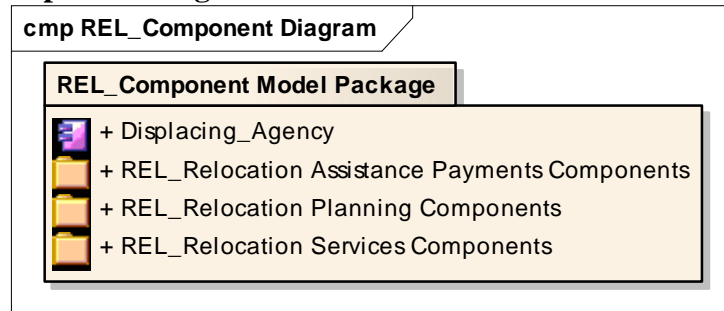 cmp REL_Component Diagram
REL_Component Model Package
+ Displacing_Agency
+ REL_Relocation Assistance Payments Components
+ REL_Relocation Planning Components
+ REL_Relocation Services Components